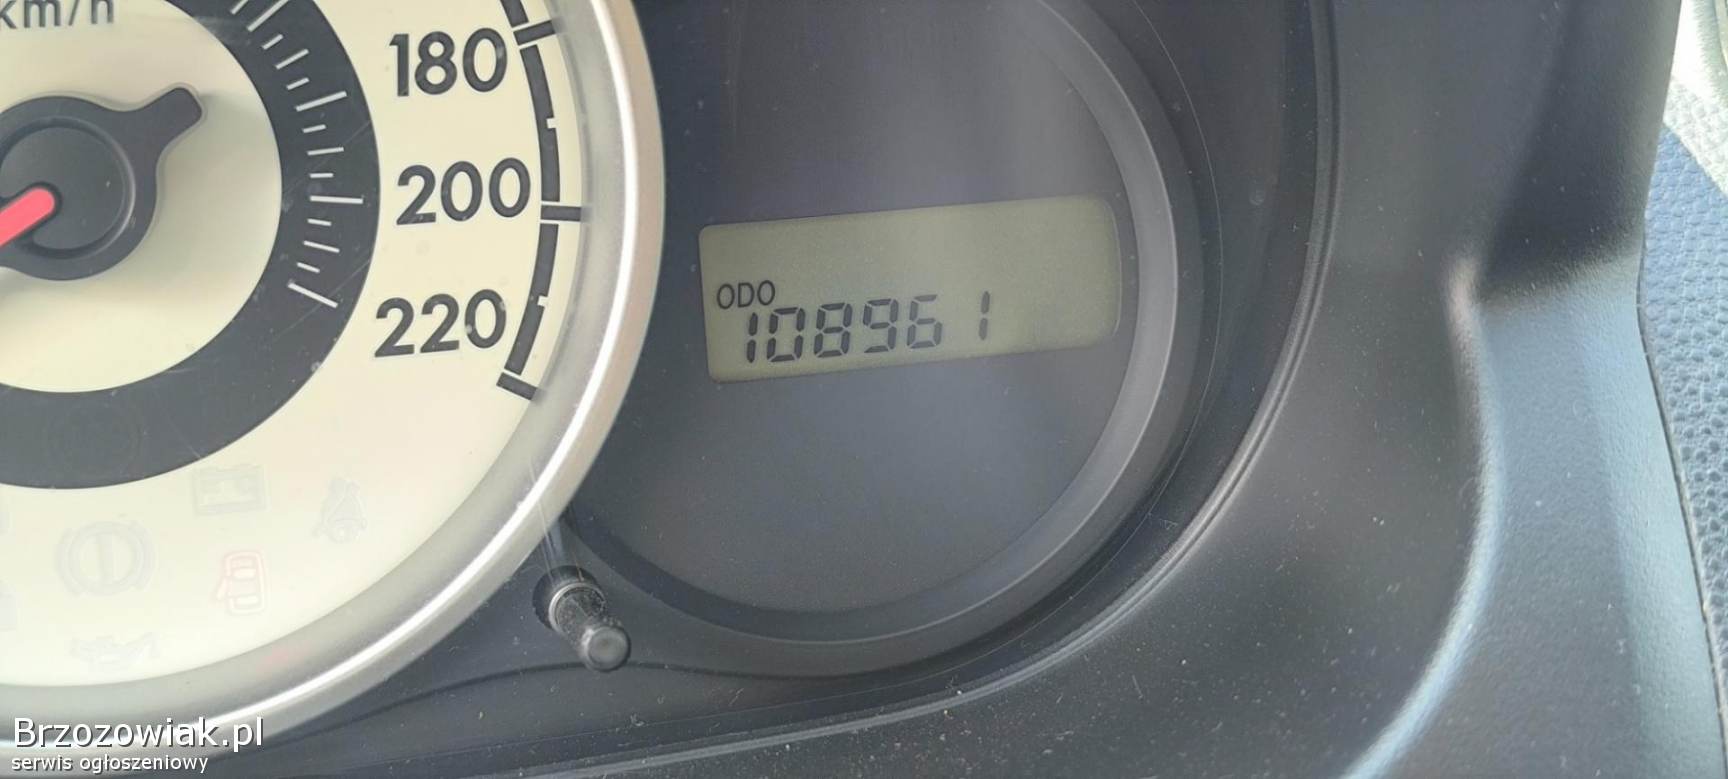 km/h
180
200
220
ODO
108961
Brzozowiak.pl
serwis ogłoszeniowy